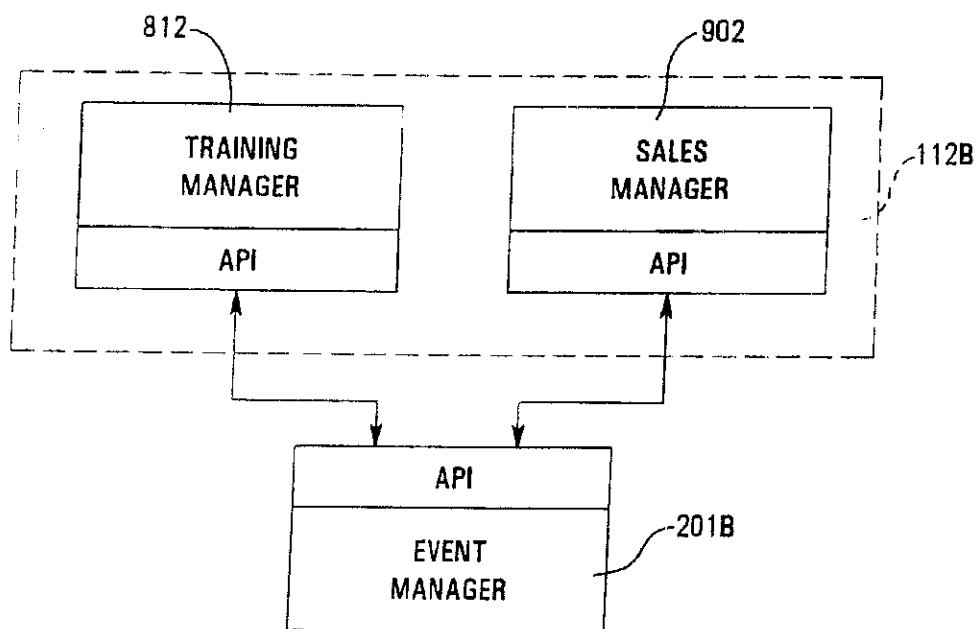 812
902
TRAINING
MANAGER
SALES
MANAGER
112B
API
API
API
EVENT
MANAGER
201B